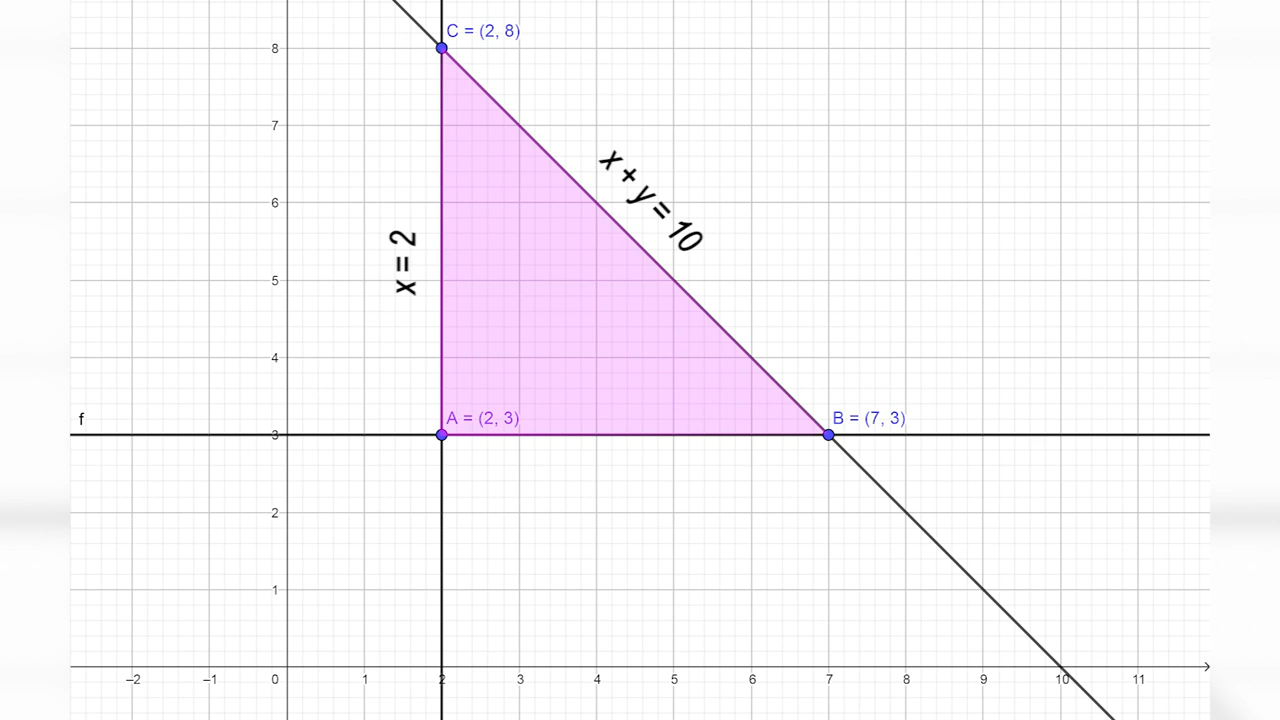 C = (2, 8)
8
7
x + y = 10
6
x = 2
5
4
f
A = (2, 3)
B = (7, 3)
3
2
1
–2 –1 0 1 2 3 4 5 6 7 8 9 10 11